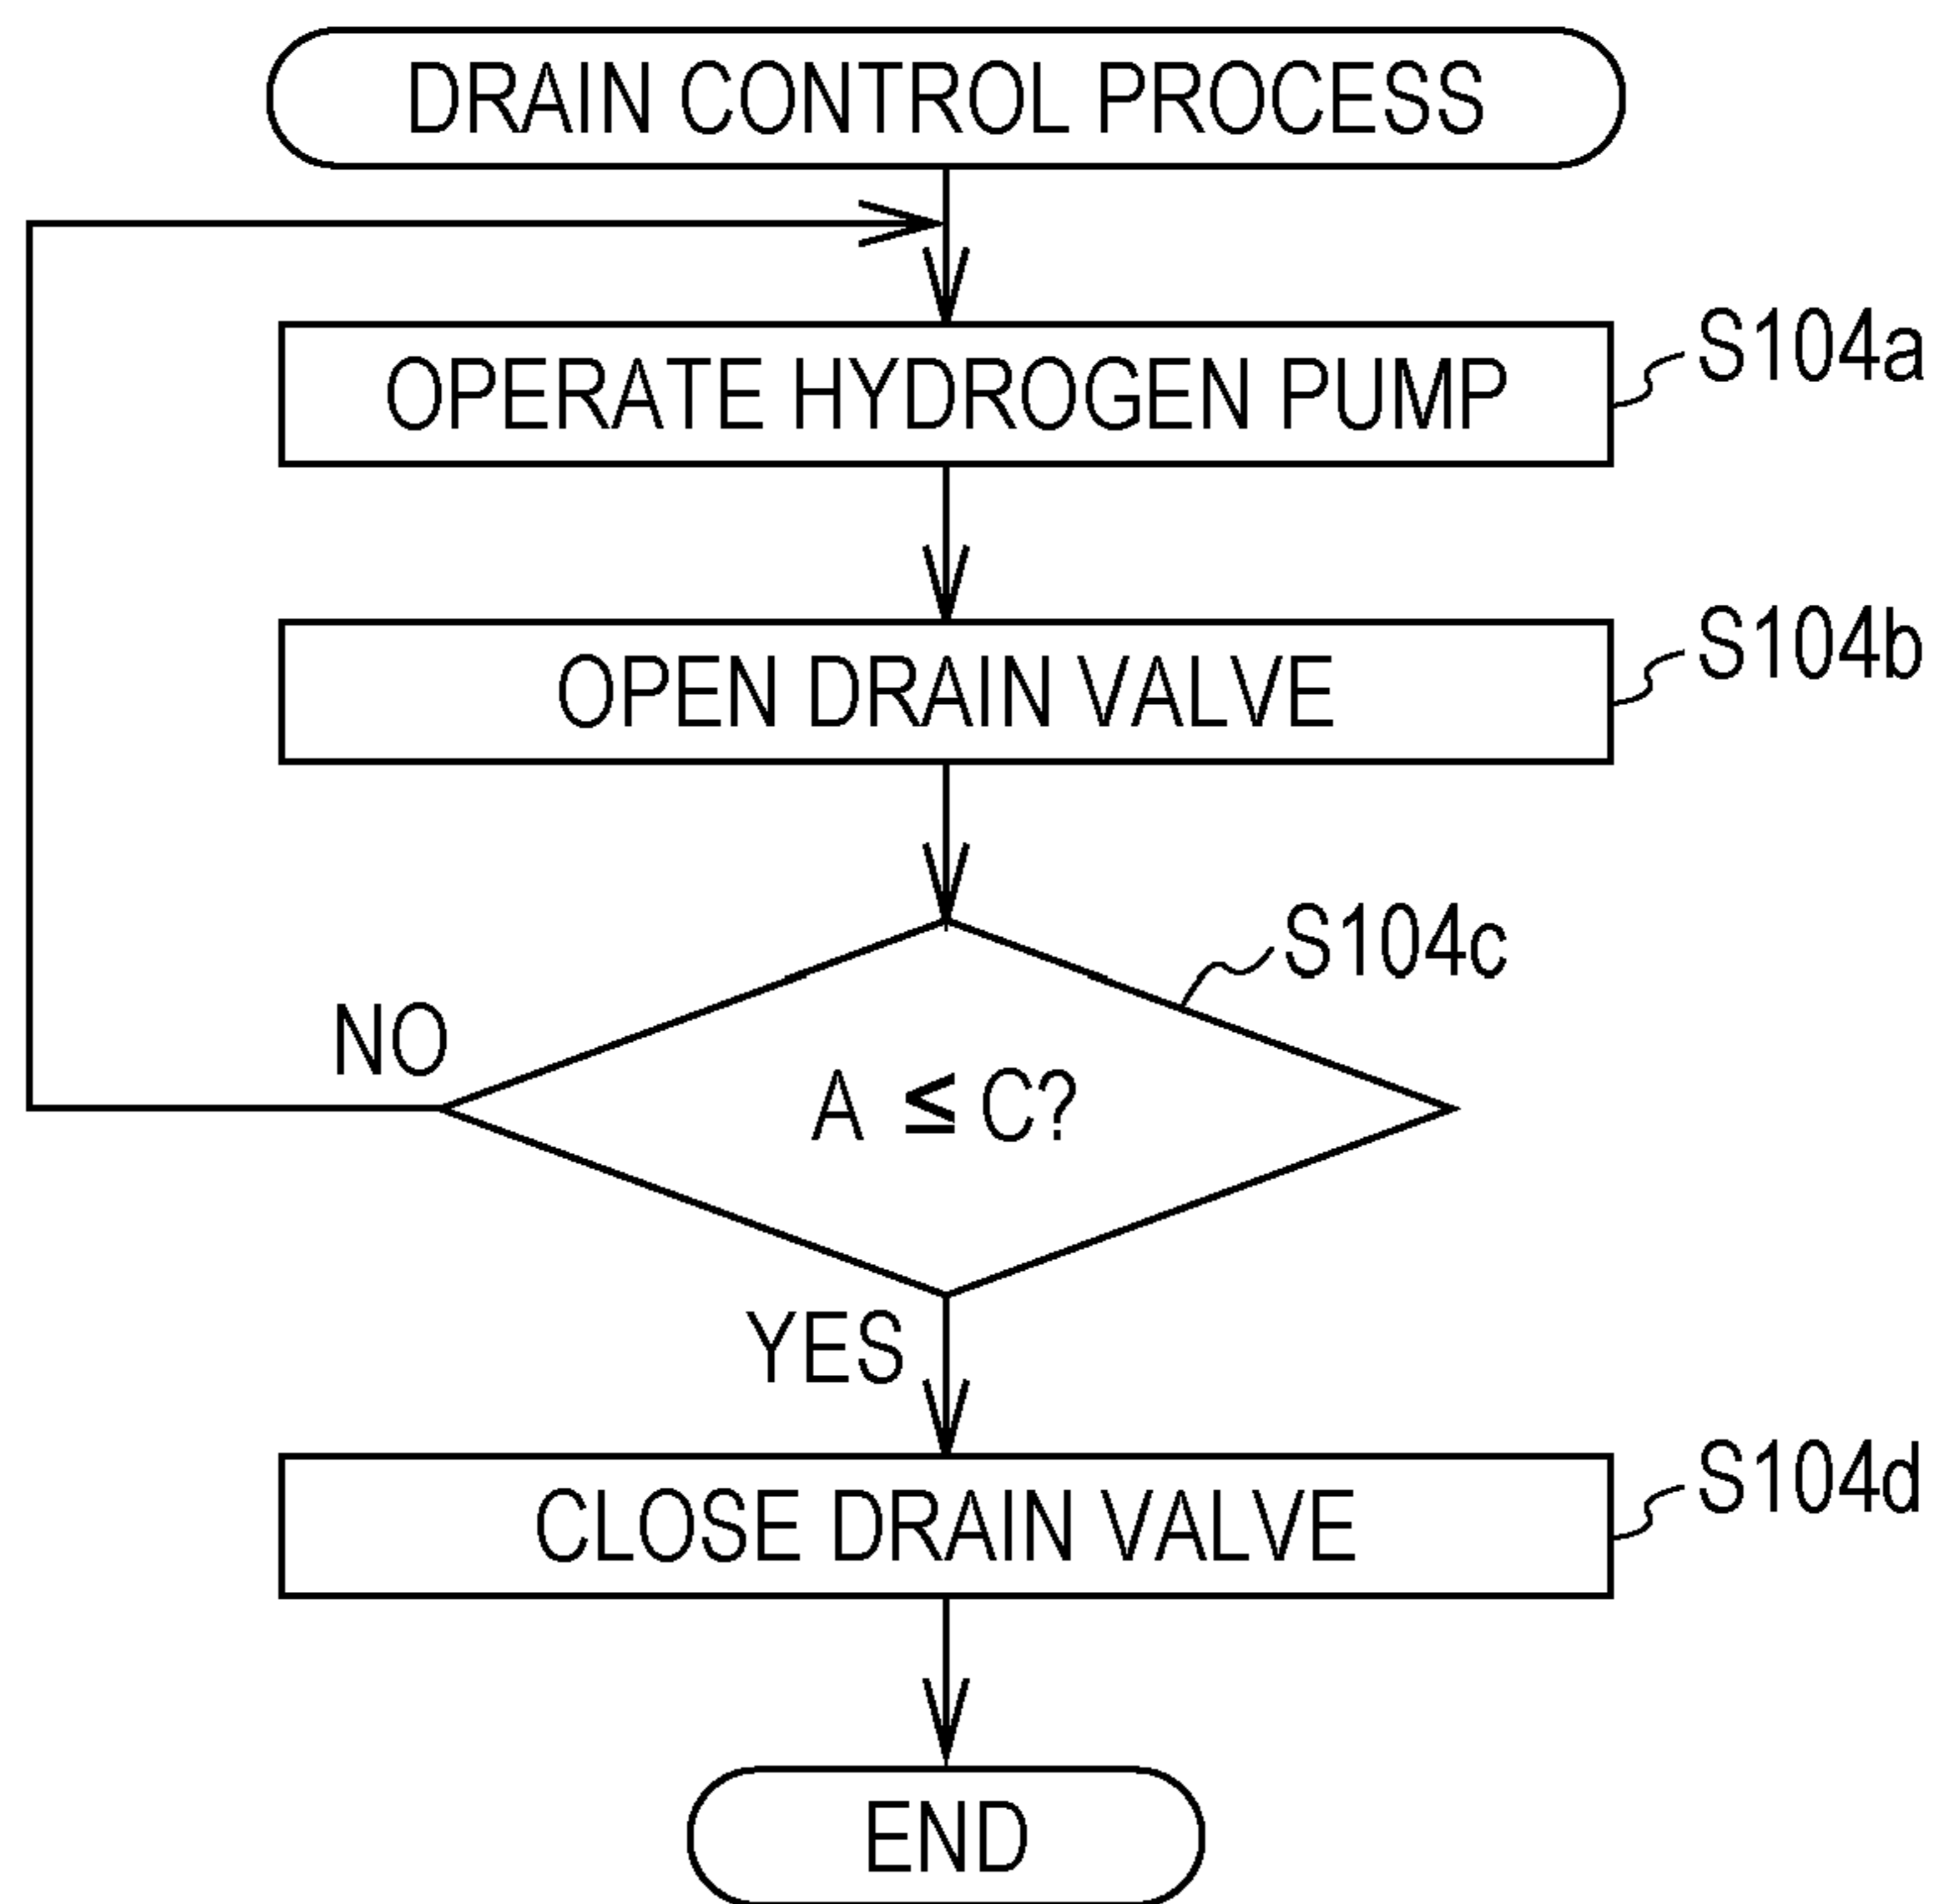 DRAIN CONTROL PROCESS
OPERATE HYDROGEN PUMP
S104a
OPEN DRAIN VALVE
S104b
S104c
NO
A ≤ C?
YES
CLOSE DRAIN VALVE
S104d
END